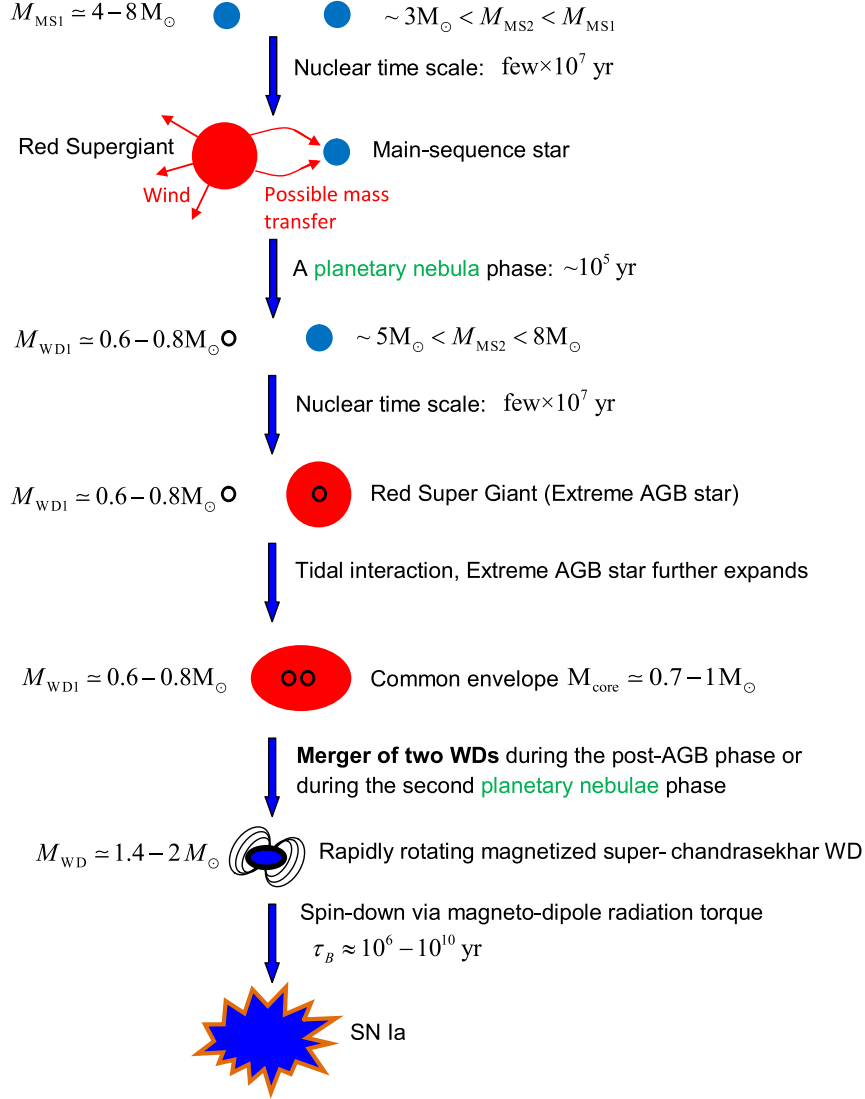 M_MS1 ≃ 4−8M_⊙
~ 3M_⊙ < M_MS2 < M_MS1
Nuclear time scale: few×10^7 yr
Red Supergiant
Main-sequence star
Wind
Possible mass
transfer
A planetary nebula phase: ~10^5 yr
M_WD1 ≃ 0.6−0.8M_⊙
~ 5M_⊙ < M_MS2 < 8M_⊙
Nuclear time scale: few×10^7 yr
M_WD1 ≃ 0.6−0.8M_⊙
Red Super Giant (Extreme AGB star)
Tidal interaction, Extreme AGB star further expands
M_WD1 ≃ 0.6−0.8M_⊙
Common envelope M_core ≃ 0.7−1M_⊙
Merger of two WDs during the post-AGB phase or
during the second planetary nebulae phase
M_WD ≃ 1.4−2 M_⊙
Rapidly rotating magnetized super-chandrasekhar WD
Spin-down via magneto-dipole radiation torque
τ_B ≈ 10^6 −10^10 yr
SN Ia